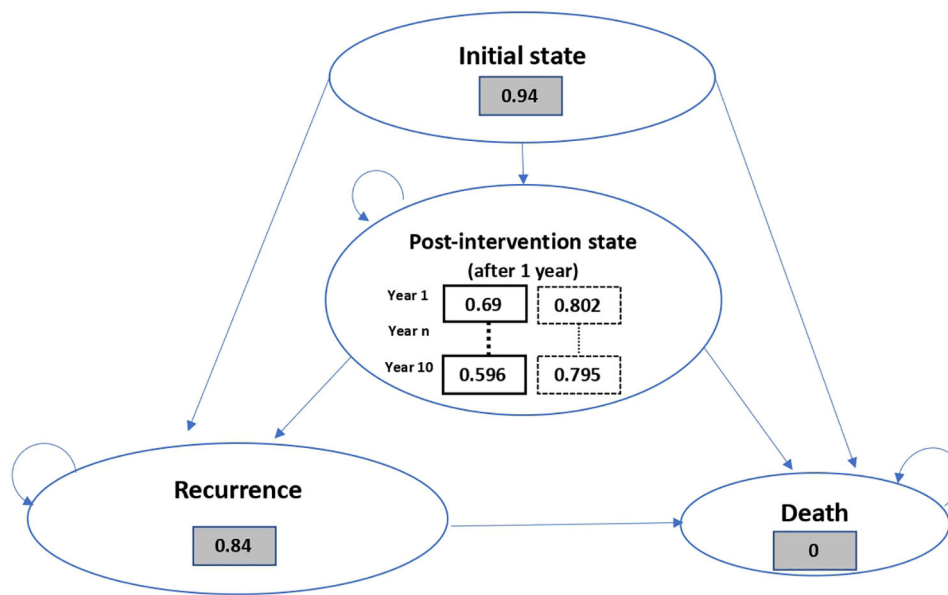 Initial state
0.94
Post-intervention state
(after 1 year)
Year 1 0.69 0.802
Year n
Year 10 0.596 0.795
Recurrence
0.84
Death
0